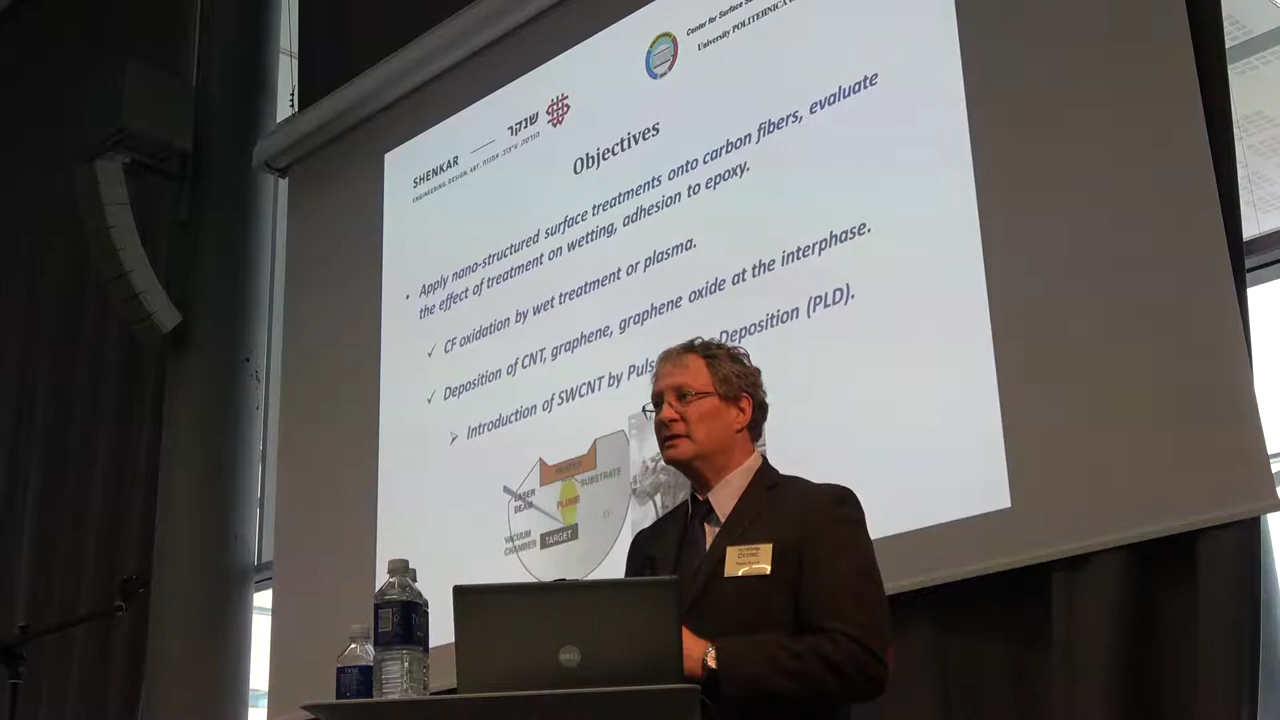 Center for Surface
University POLITEHNICA
שנקר
הנדסה. עיצוב. אמנות.
SHENKAR
ENGINEERING. DESIGN. ART.
Objectives
• Apply nano-structured surface treatments onto carbon fibers, evaluate
the effect of treatment on wetting, adhesion to epoxy.
✓ CF oxidation by wet treatment or plasma.
✓ Deposition of CNT, graphene, graphene oxide at the interphase.
➢ Introduction of SWCNT by Puls Deposition (PLD).
HEATER
SUBSTRATE
LASER
BEAM
PLUME
VACUUM
CHAMBER
TARGET
DELL